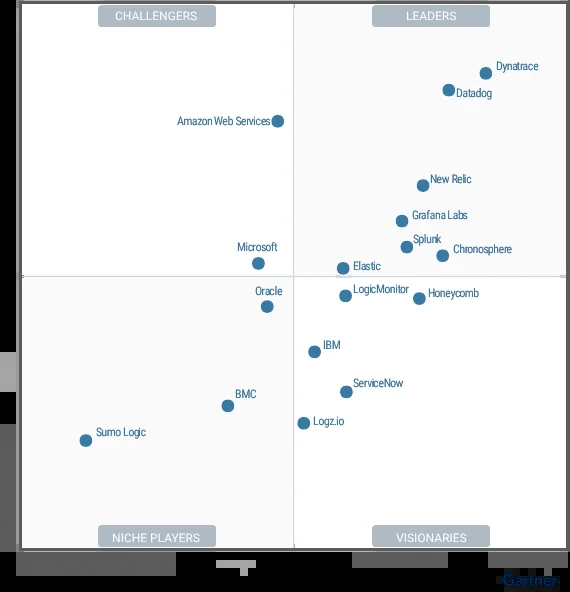 CHALLENGERS
LEADERS
Dynatrace
Datadog
Amazon Web Services
New Relic
Grafana Labs
Splunk
Chronosphere
Microsoft
Elastic
Oracle
LogicMonitor
Honeycomb
IBM
ServiceNow
BMC
Logz.io
Sumo Logic
NICHE PLAYERS
VISIONARIES
Gartner